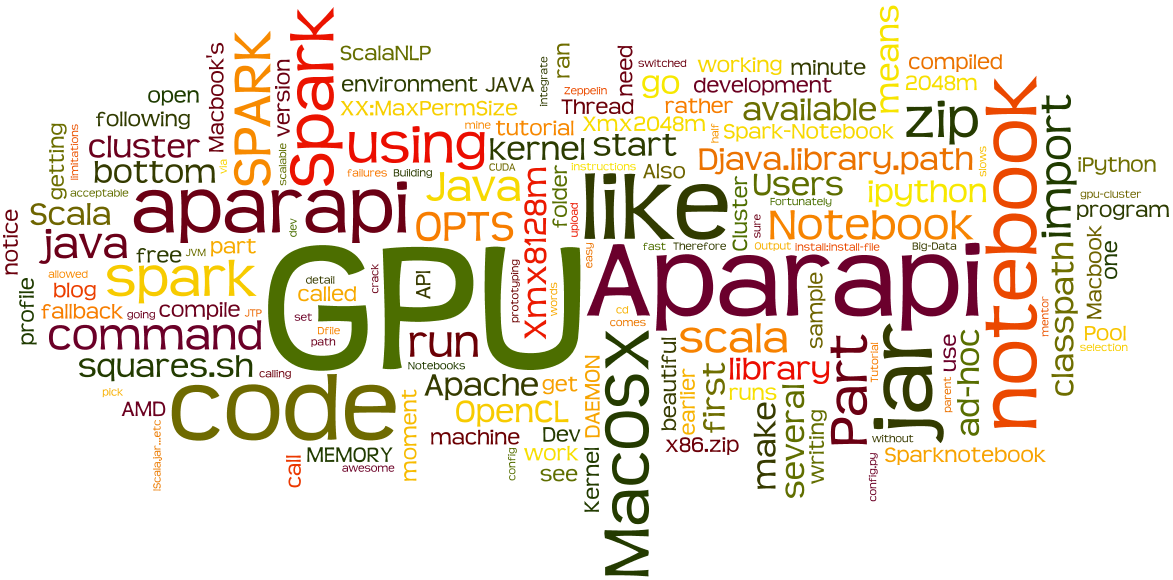 ScalaNLP
Macbook's
SPARK
spark
version
environment
JAVA
integrate
ran
Zeppelin
Thread
need
switched
working
minute
go
development
means
compiled
2048m
open
following
XX:MaxPermSize
mine
tutorial
Xmx2048m
rather
available
half
Spark-Notebook
zip
notebook
import
getting
limitations
cluster
bottom
via
scalable
using
failures
Building
kernel
CUDA
start
instructions
Also
Djava.library.path
slows
iPython
acceptable
aparapi
Java
OPTS
Xmx8128m
folder
upload
like
Cluster
Users
Fortunately
sure
ipython
gpu-cluster
program
notice
Scala
java
free
JVM
part
dev
Notebook
easy
fast
Therefore
Output
install:install-file
Big-Data
one
Macbook
classpath
profile
allowed
blog
spark
fallback
going
compile
JTP
GPU
detail
called
set
Dfile
path
crack
API
prototyping
words
Aparapi
cd
comes
sample
mentor
Pool
selection
command
squares.sh
calling
run
Notebooks
Macosx
scala
library
beautiful
earlier
first
runs
Part
Tutorial
jar
use
parent
ad-hoc
pick
AMD
code
Apache
get
OpenCL
DAEMON
moment
machine
Dev
work
see
x86.zip
make
several
writing
without
Sparknotebook
lScalajar...etc
call
MEMORY
awesome
config
Kernel
config.py